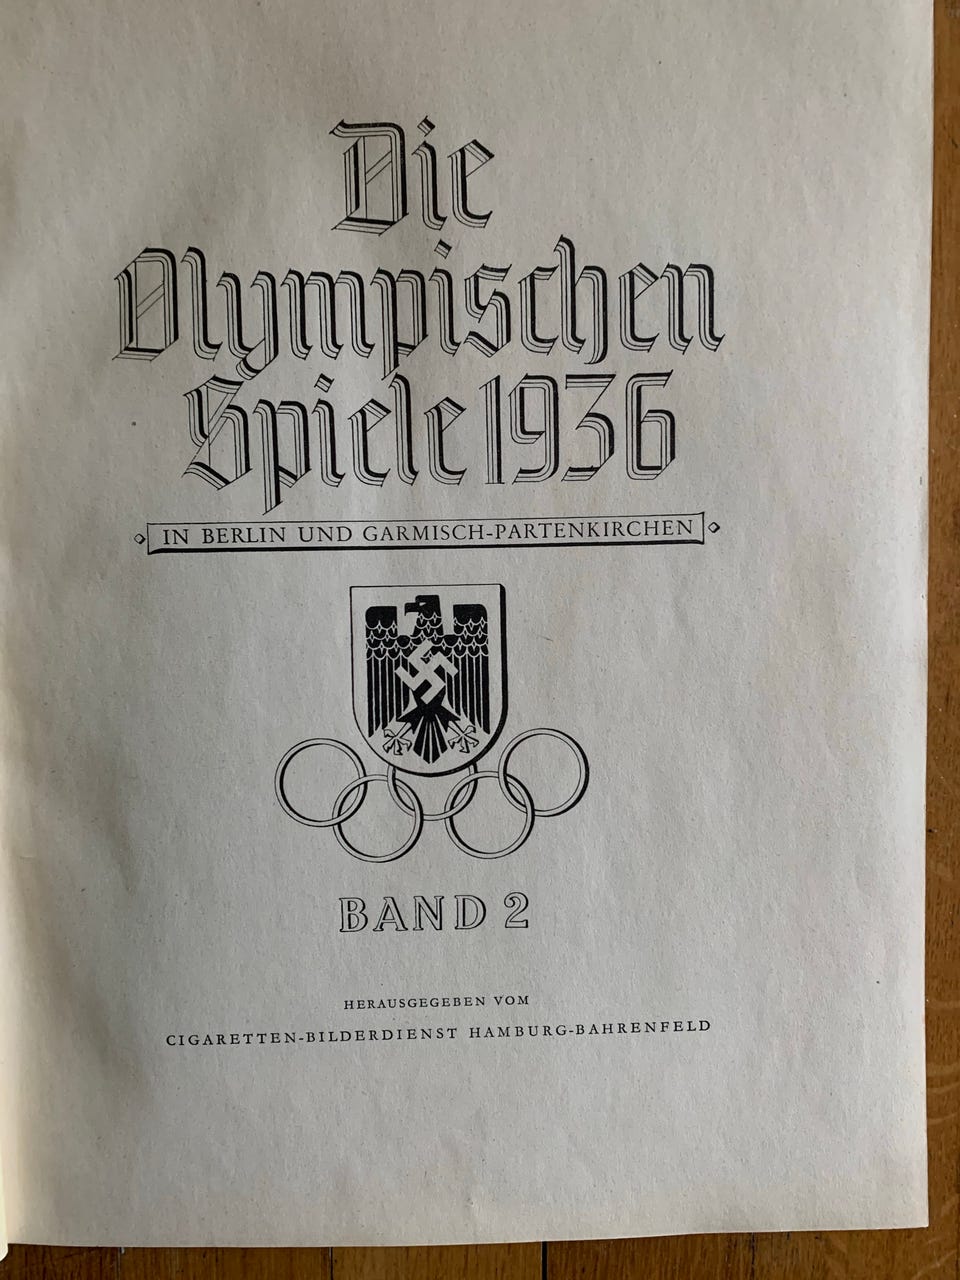 Die
Olympischen
Spiele 1936
IN BERLIN UND GARMISCH-PARTENKIRCHEN
BAND 2
HERAUSGEGEBEN VOM
CIGARETTEN-BILDERDIENST HAMBURG-BAHRENFELD